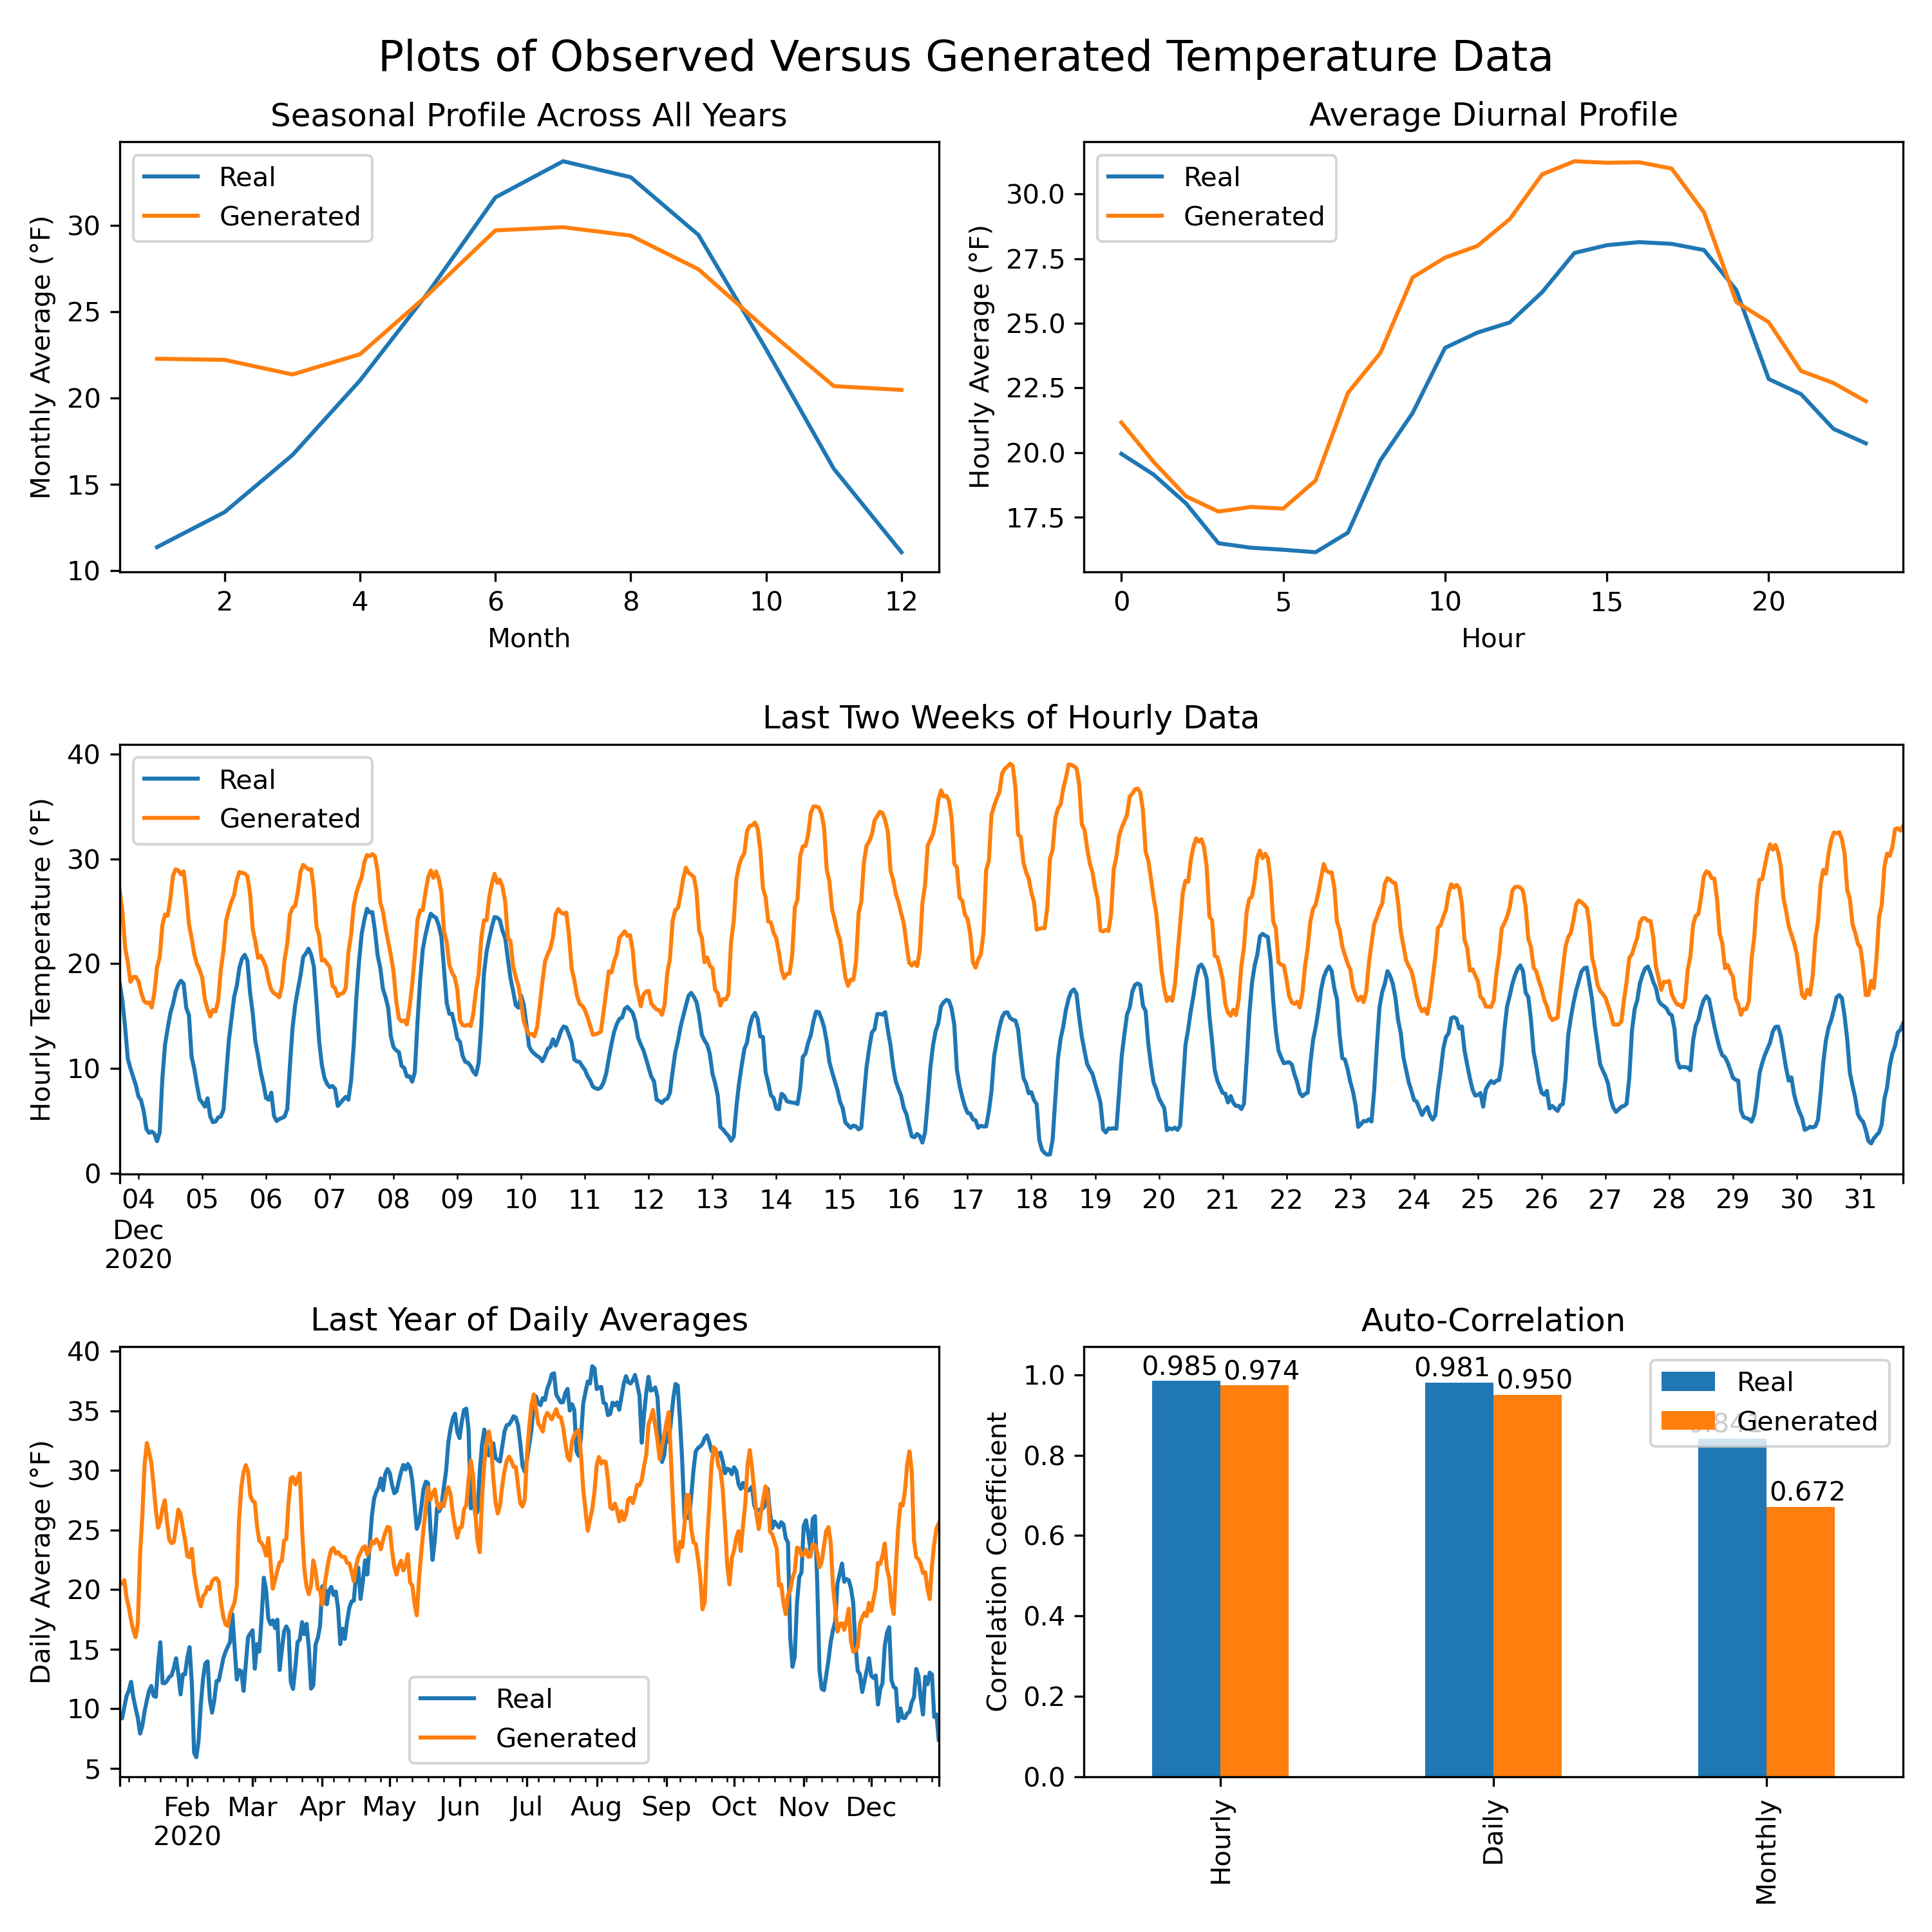 Plots of Observed Versus Generated Temperature Data
Seasonal Profile Across All Years
Real
Generated
Monthly Average (°F)
30
25
20
15
10
2 4 6 8 10 12
Month
Average Diurnal Profile
Real
Generated
Hourly Average (°F)
30.0
27.5
25.0
22.5
20.0
17.5
0 5 10 15 20
Hour
Last Two Weeks of Hourly Data
Real
Generated
Hourly Temperature (°F)
40
30
20
10
0
04 05 06 07 08 09 10 11 12 13 14 15 16 17 18 19 20 21 22 23 24 25 26 27 28 29 30 31
Dec
2020
Last Year of Daily Averages
Real
Generated
Daily Average (°F)
40
35
30
25
20
15
10
5
Feb Mar Apr May Jun Jul Aug Sep Oct Nov Dec
2020
Auto-Correlation
Real
Generated
Correlation Coefficient
1.0
0.8
0.6
0.4
0.2
0.0
0.985 0.974 0.981 0.950
0.672
Hourly
Daily
Monthly